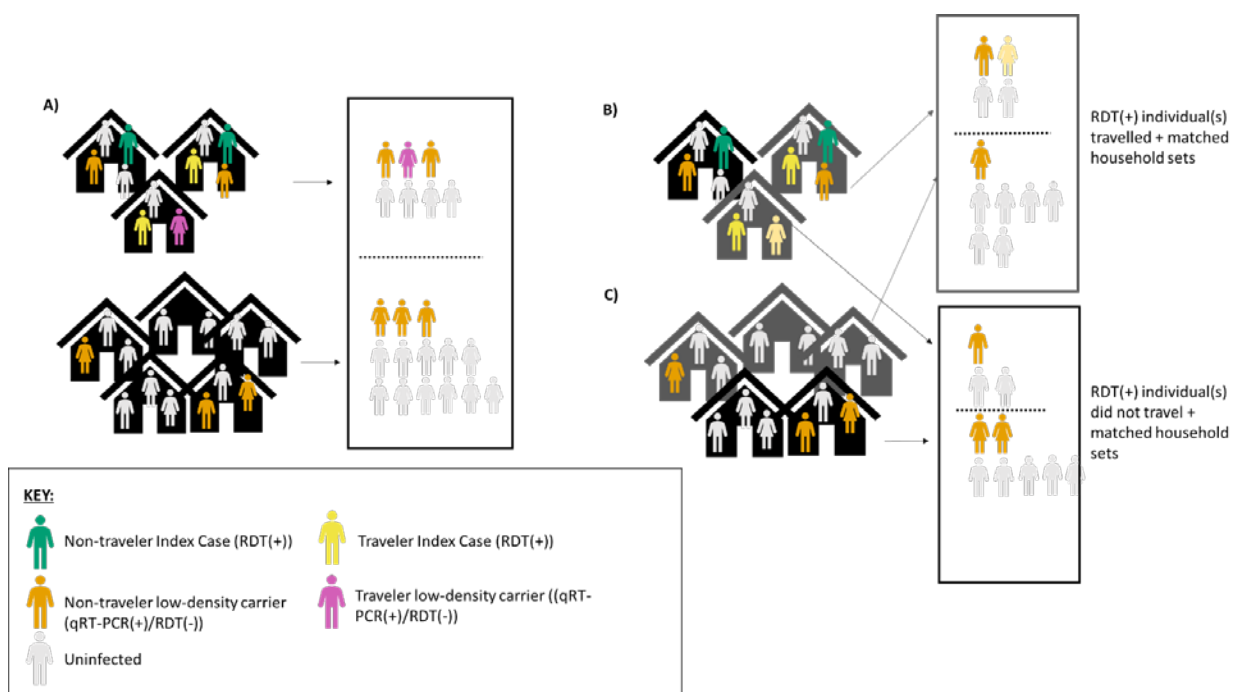 A)
B)
C)
RDT(+) individual(s)
travelled + matched
household sets
RDT(+) individual(s)
did not travel +
matched household
sets
KEY:
Non-traveler Index Case (RDT(+))
Traveler Index Case (RDT(+))
Non-traveler low-density carrier
(qRT-PCR(+)/RDT(-))
Traveler low-density carrier ((qRT-
PCR(+)/RDT(-))
Uninfected